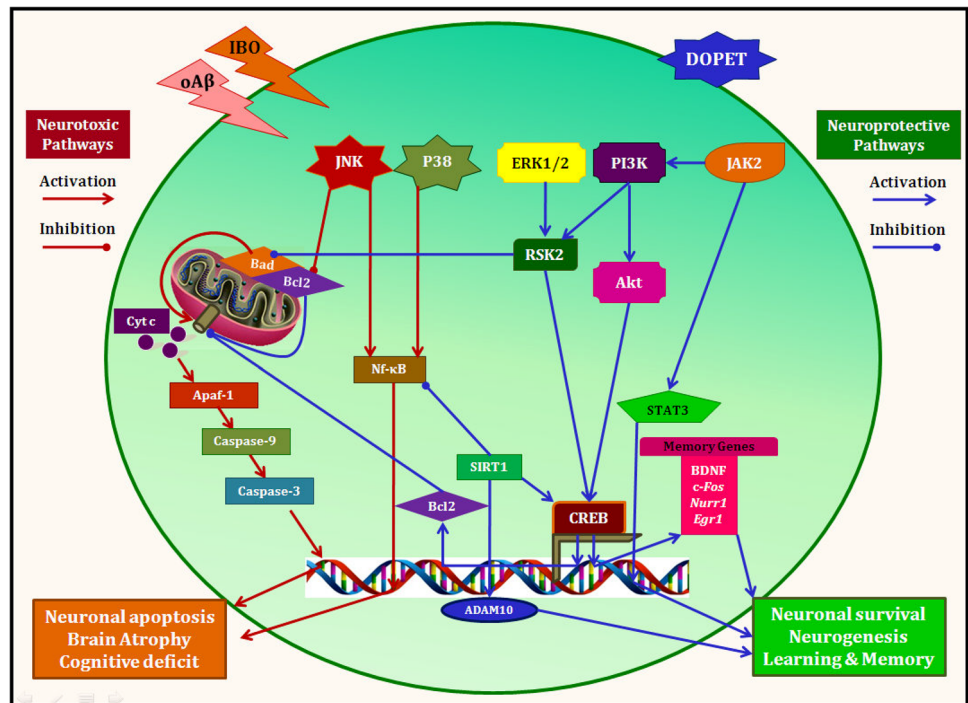 IBO
oAβ
DOPET
Neurotoxic
Pathways
Activation
Inhibition
Neuroprotective
Pathways
Activation
Inhibition
JNK
P38
ERK1/2
PI3K
JAK2
RSK2
Akt
Bad
Bcl2
Cyt c
Nf-κB
Apaf-1
STAT3
Caspase-9
Memory Genes
BDNF
c-Fos
Nurr1
Egr1
SIRT1
Caspase-3
Bcl2
CREB
ADAM10
Neuronal apoptosis
Brain Atrophy
Cognitive deficit
Neuronal survival
Neurogenesis
Learning & Memory